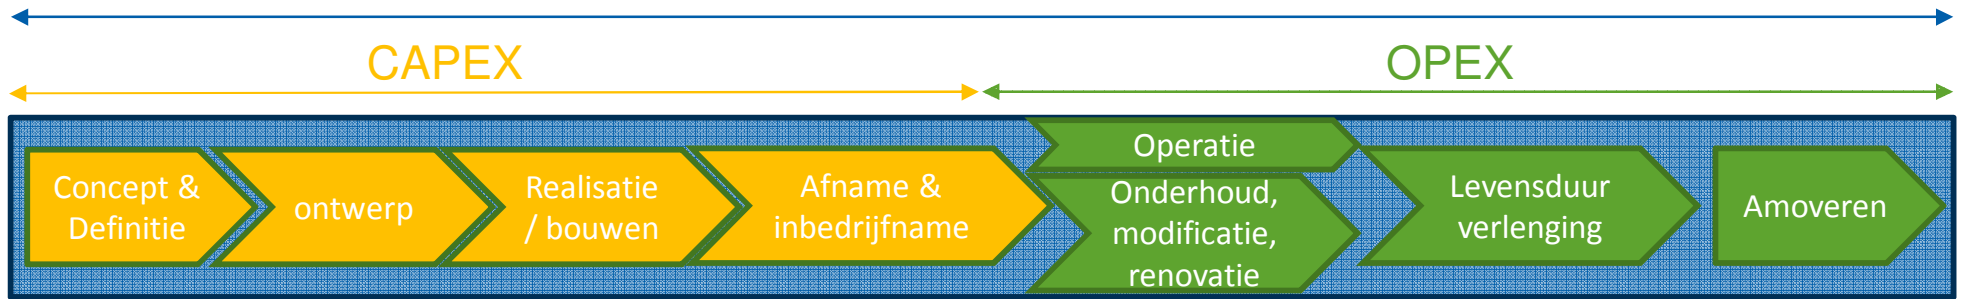 CAPEX
OPEX
Concept &
Definitie
ontwerp
Realisatie
/ bouwen
Afname &
inbedrijfname
Operatie
Onderhoud,
modificatie,
renovatie
Levensduur
verlenging
Amoveren